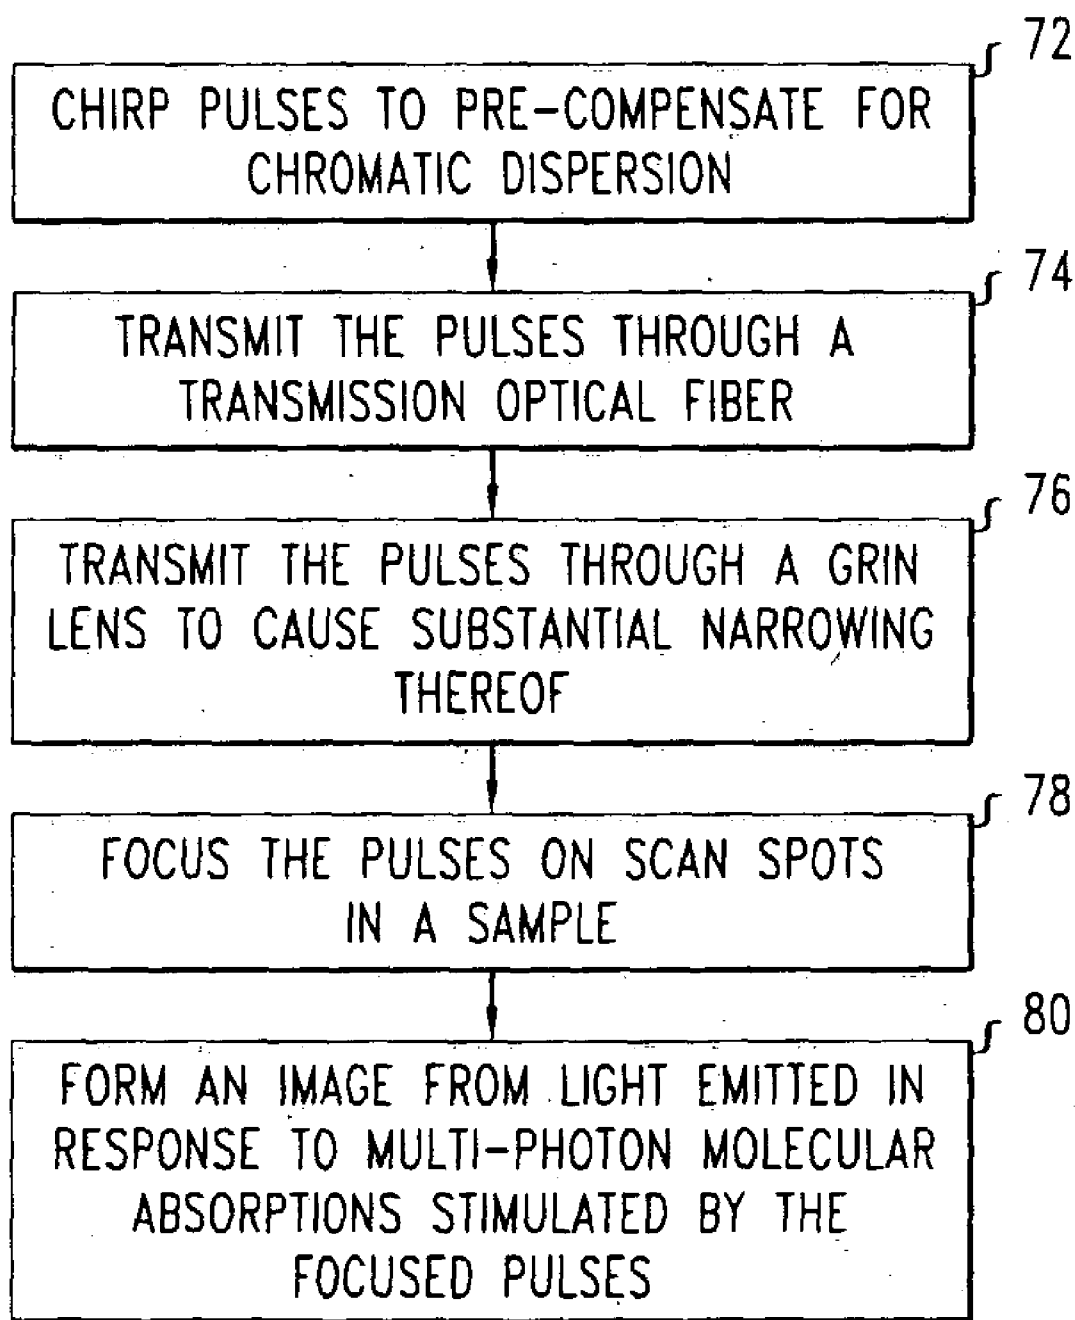 72
CHIRP PULSES TO PRE-COMPENSATE FOR
CHROMATIC DISPERSION
74
TRANSMIT THE PULSES THROUGH A
TRANSMISSION OPTICAL FIBER
76
TRANSMIT THE PULSES THROUGH A GRIN
LENS TO CAUSE SUBSTANTIAL NARROWING
THEREOF
78
FOCUS THE PULSES ON SCAN SPOTS
IN A SAMPLE
80
FORM AN IMAGE FROM LIGHT EMITTED IN
RESPONSE TO MULTI-PHOTON MOLECULAR
ABSORPTIONS STIMULATED BY THE
FOCUSED PULSES